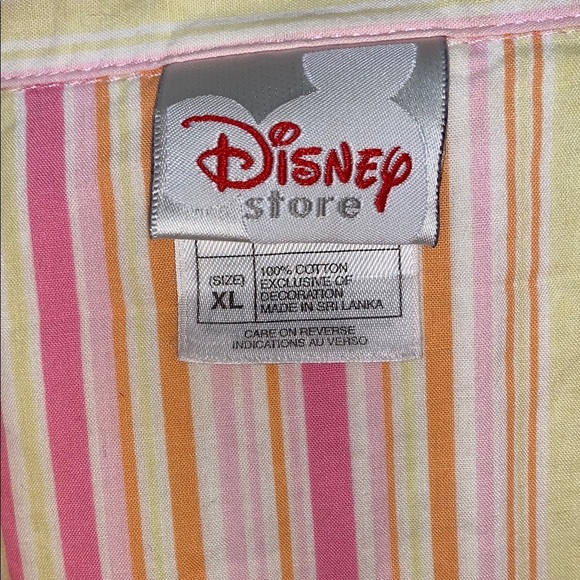 Disney
store
(SIZE)
XL
100% COTTON
EXCLUSIVE OF
DECORATION
MADE IN SRI LANKA
CARE ON REVERSE
INDICATIONS AU VERSO